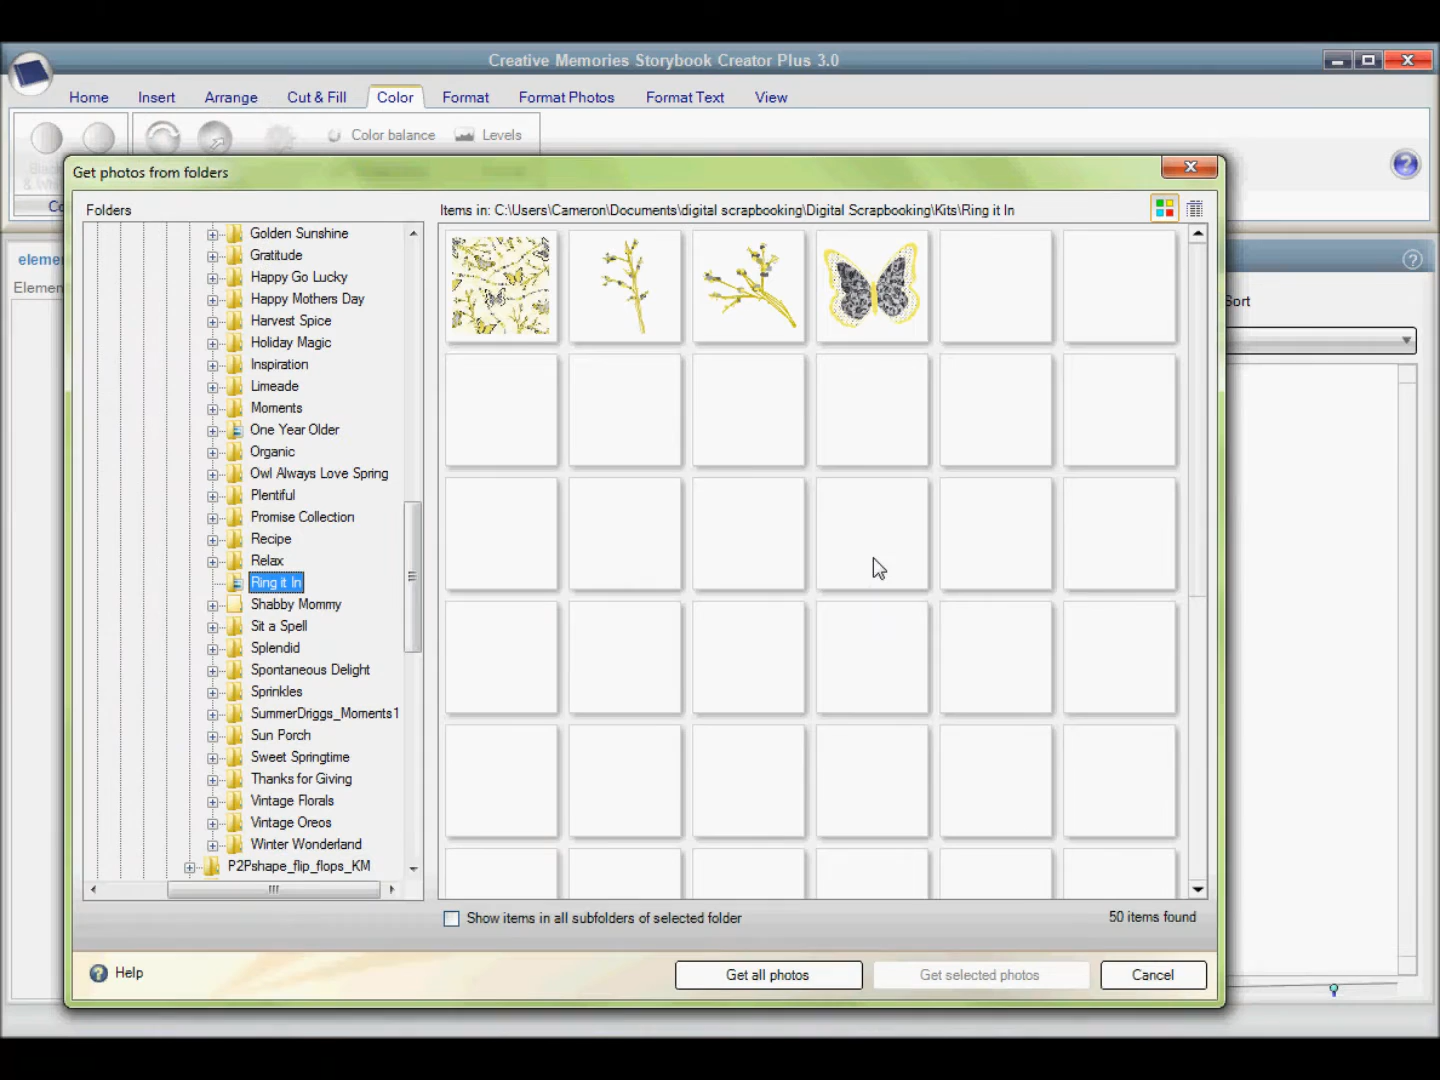 Creative Memories Storybook Creator Plus 3.0
Home Insert Arrange Cut & Fill Color Format Format Photos Format Text View
Color balance Levels
Get photos from folders
Folders
Items in: C:\Users\Cameron\Documents\digital scrapbooking\Digital Scrapbooking\Kits\Ring it In
Golden Sunshine
Gratitude
Happy Go Lucky
Happy Mothers Day
Harvest Spice
Holiday Magic
Inspiration
Limeade
Moments
One Year Older
Organic
Owl Always Love Spring
Plentiful
Promise Collection
Recipe
Relax
Ring it In
Shabby Mommy
Sit a Spell
Splendid
Spontaneous Delight
Sprinkles
SummerDriggs_Moments1
Sun Porch
Sweet Springtime
Thanks for Giving
Vintage Florals
Vintage Oreos
Winter Wonderland
P2Pshape_flip_flops_KM
Show items in all subfolders of selected folder
50 items found
Help
Get all photos
Get selected photos
Cancel
Sort